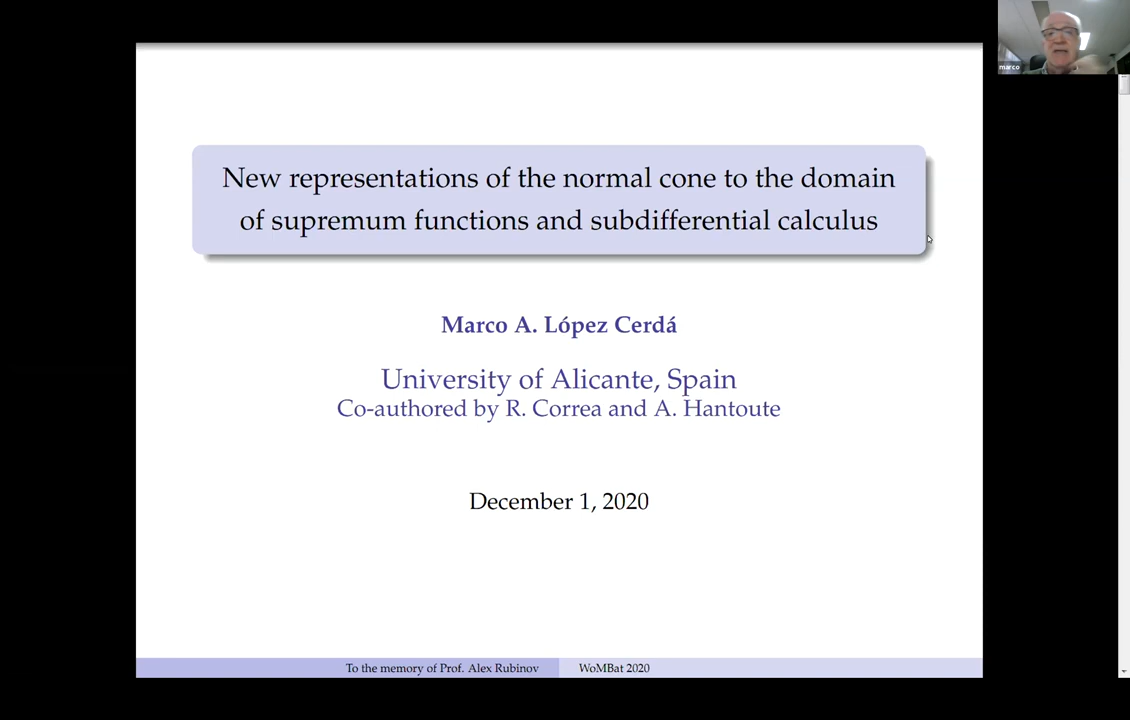 marco
New representations of the normal cone to the domain
of supremum functions and subdifferential calculus
Marco A. López Cerdá
University of Alicante, Spain
Co-authored by R. Correa and A. Hantoute
December 1, 2020
To the memory of Prof. Alex Rubinov
WoMBat 2020